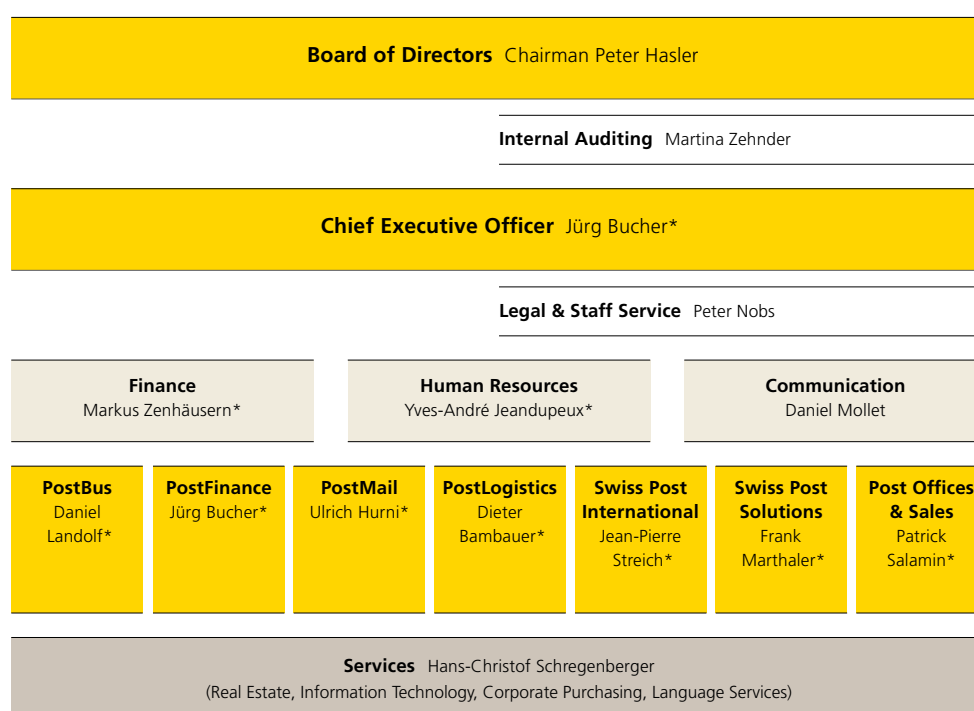 Board of Directors Chairman Peter Hasler
Internal Auditing Martina Zehnder
Chief Executive Officer Jürg Bucher*
Legal & Staff Service Peter Nobs
Finance
Markus Zenhäusern*
Human Resources
Yves-André Jeandupeux*
Communication
Daniel Mollet
PostBus
Daniel
Landolf*
PostFinance
Jürg Bucher*
PostMail
Ulrich Hurni*
PostLogistics
Dieter
Bambauer*
Swiss Post
International
Jean-Pierre
Streich*
Swiss Post
Solutions
Frank
Marthaler*
Post Offices
& Sales
Patrick
Salamin*
Services Hans-Christof Schregenberger
(Real Estate, Information Technology, Corporate Purchasing, Language Services)